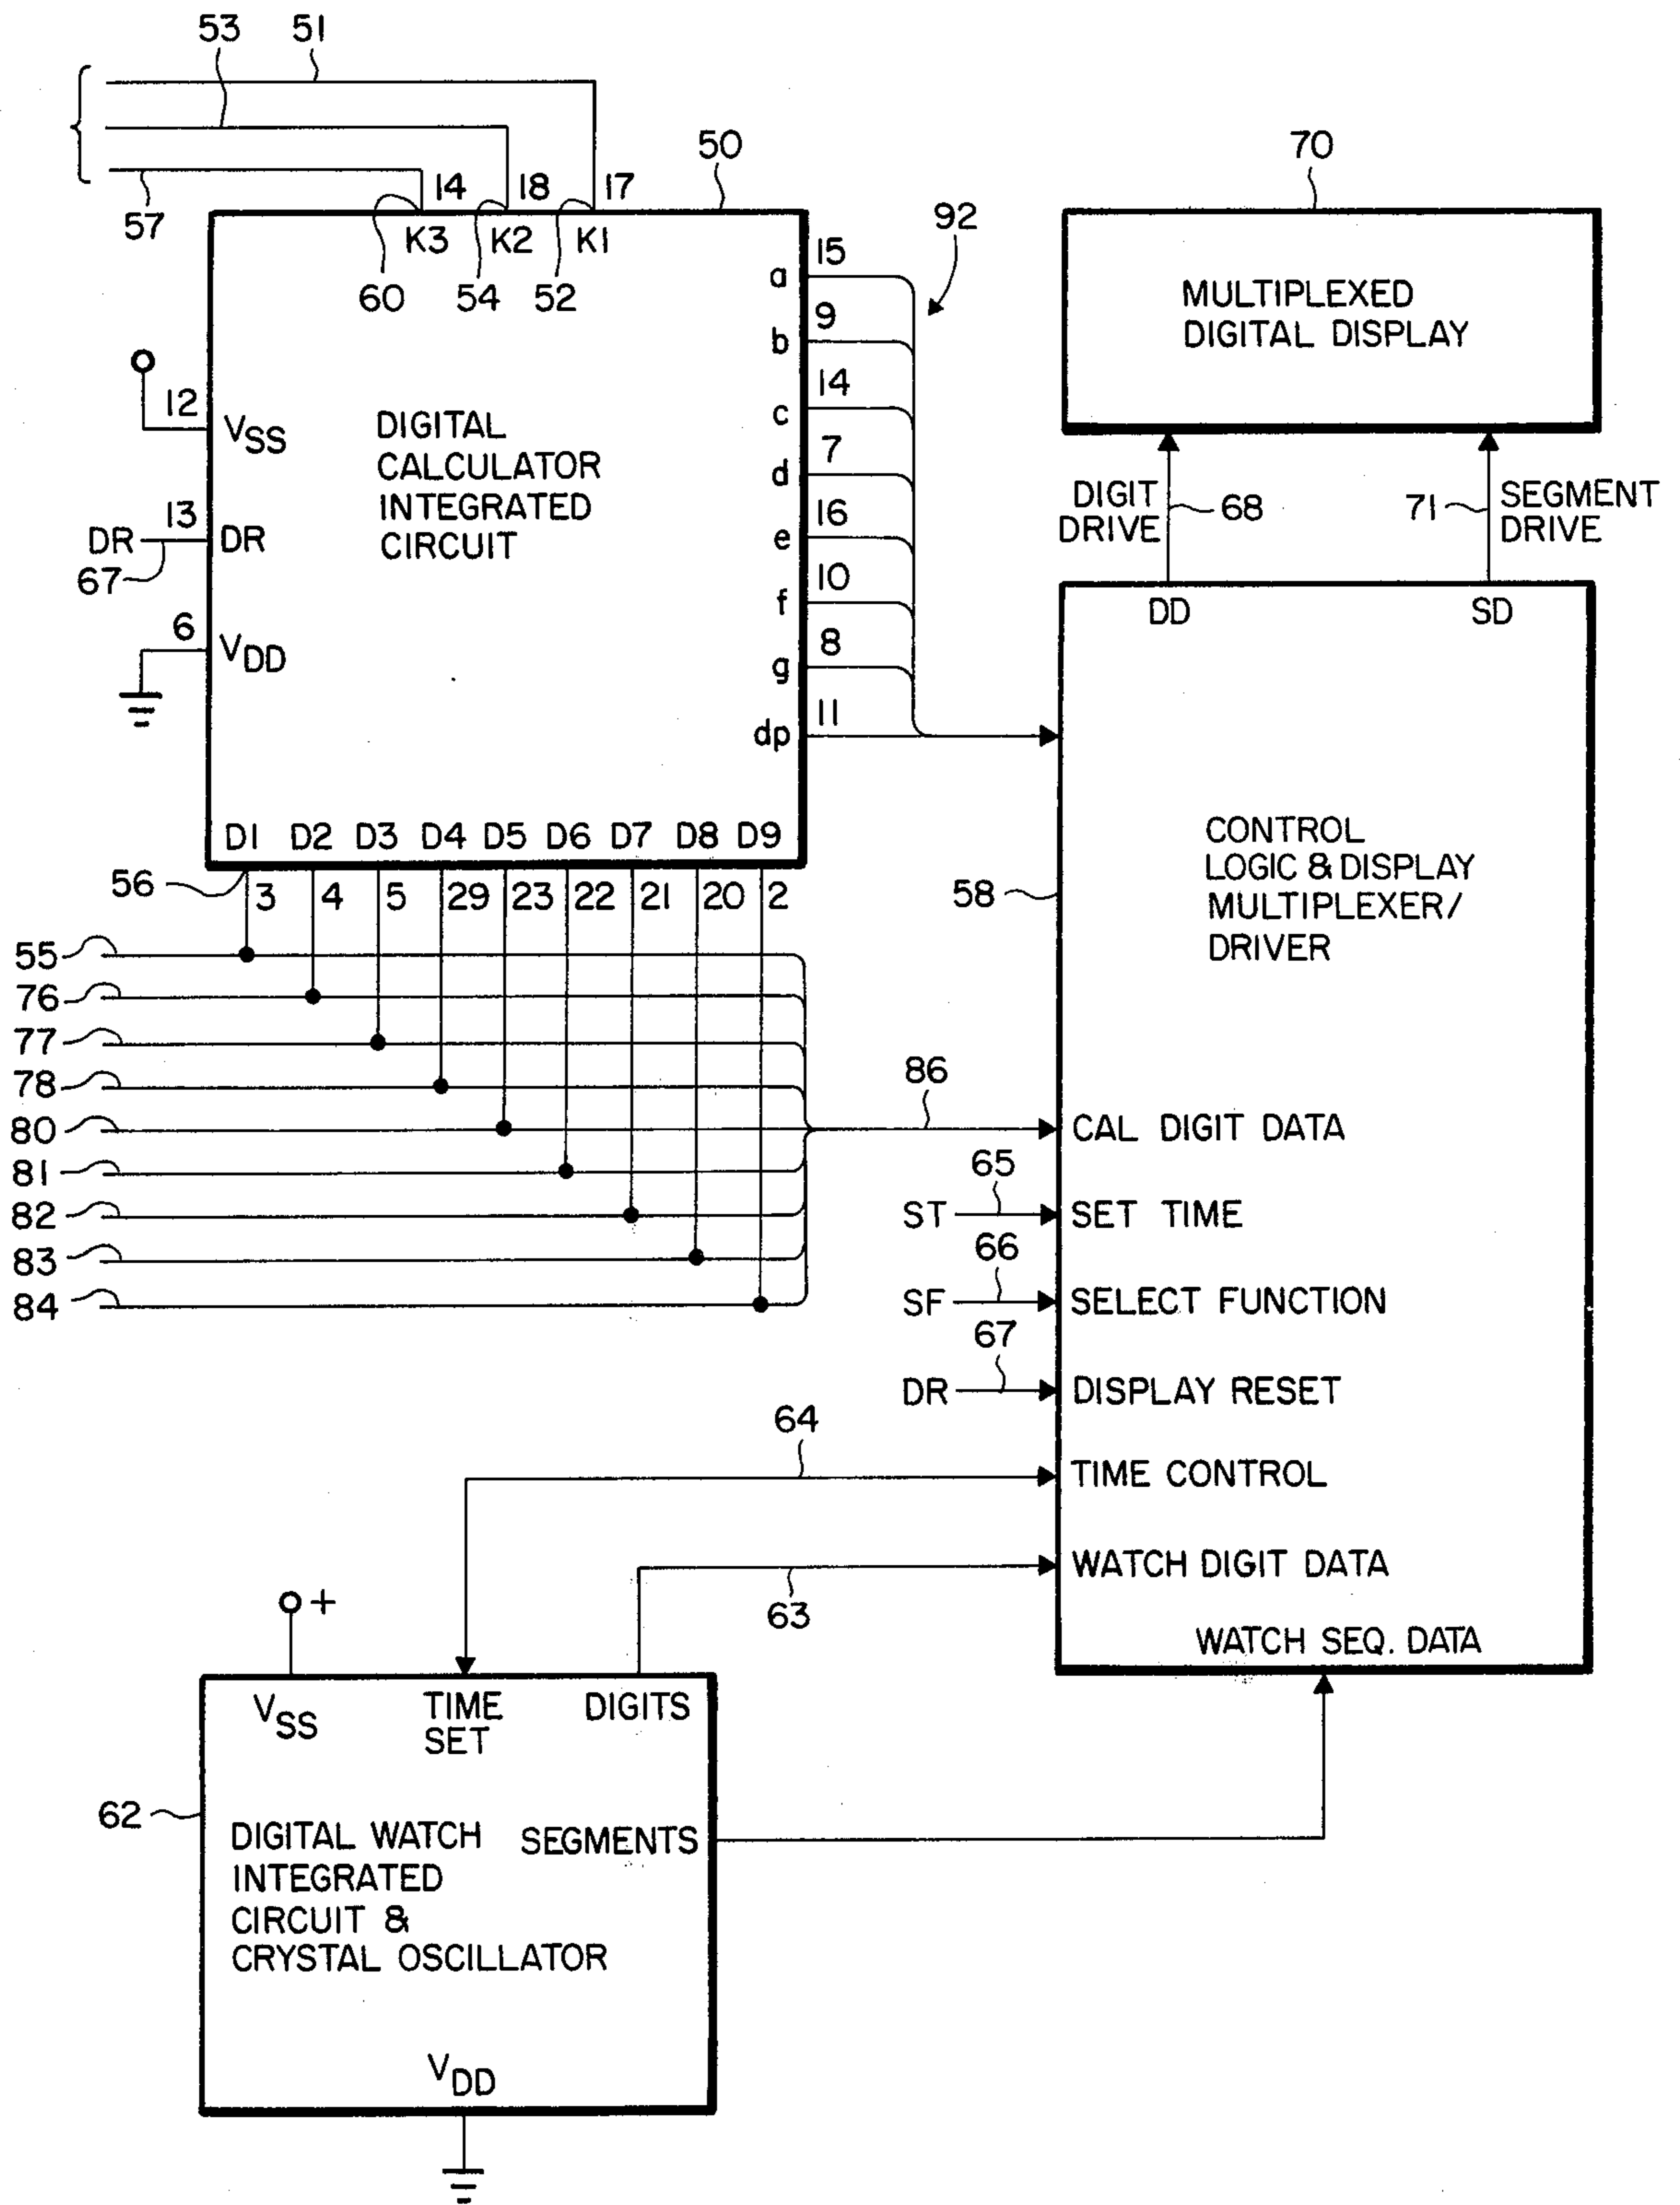 53 51
57
14 18 17
50
K3 K2 K1
60 54 52
12
VSS
13
DR DR
67
6
VDD
DIGITAL
CALCULATOR
INTEGRATED
CIRCUIT
a 15
b 9
c 14
d 7
e 16
f 10
g 8
dp 11
92
D1 D2 D3 D4 D5 D6 D7 D8 D9
56
3 4 5 29 23 22 21 20 2
55
76
77
78
80
81
82
83
84
70
MULTIPLEXED
DIGITAL DISPLAY
DIGIT
DRIVE
68
71
SEGMENT
DRIVE
DD SD
58
CONTROL
LOGIC & DISPLAY
MULTIPLEXER/
DRIVER
86
CAL DIGIT DATA
65
ST SET TIME
66
SF SELECT FUNCTION
67
DR DISPLAY RESET
64
TIME CONTROL
63
WATCH DIGIT DATA
WATCH SEQ. DATA
+
VSS
TIME
SET
DIGITS
62
DIGITAL WATCH
INTEGRATED
CIRCUIT &
CRYSTAL OSCILLATOR
SEGMENTS
VDD